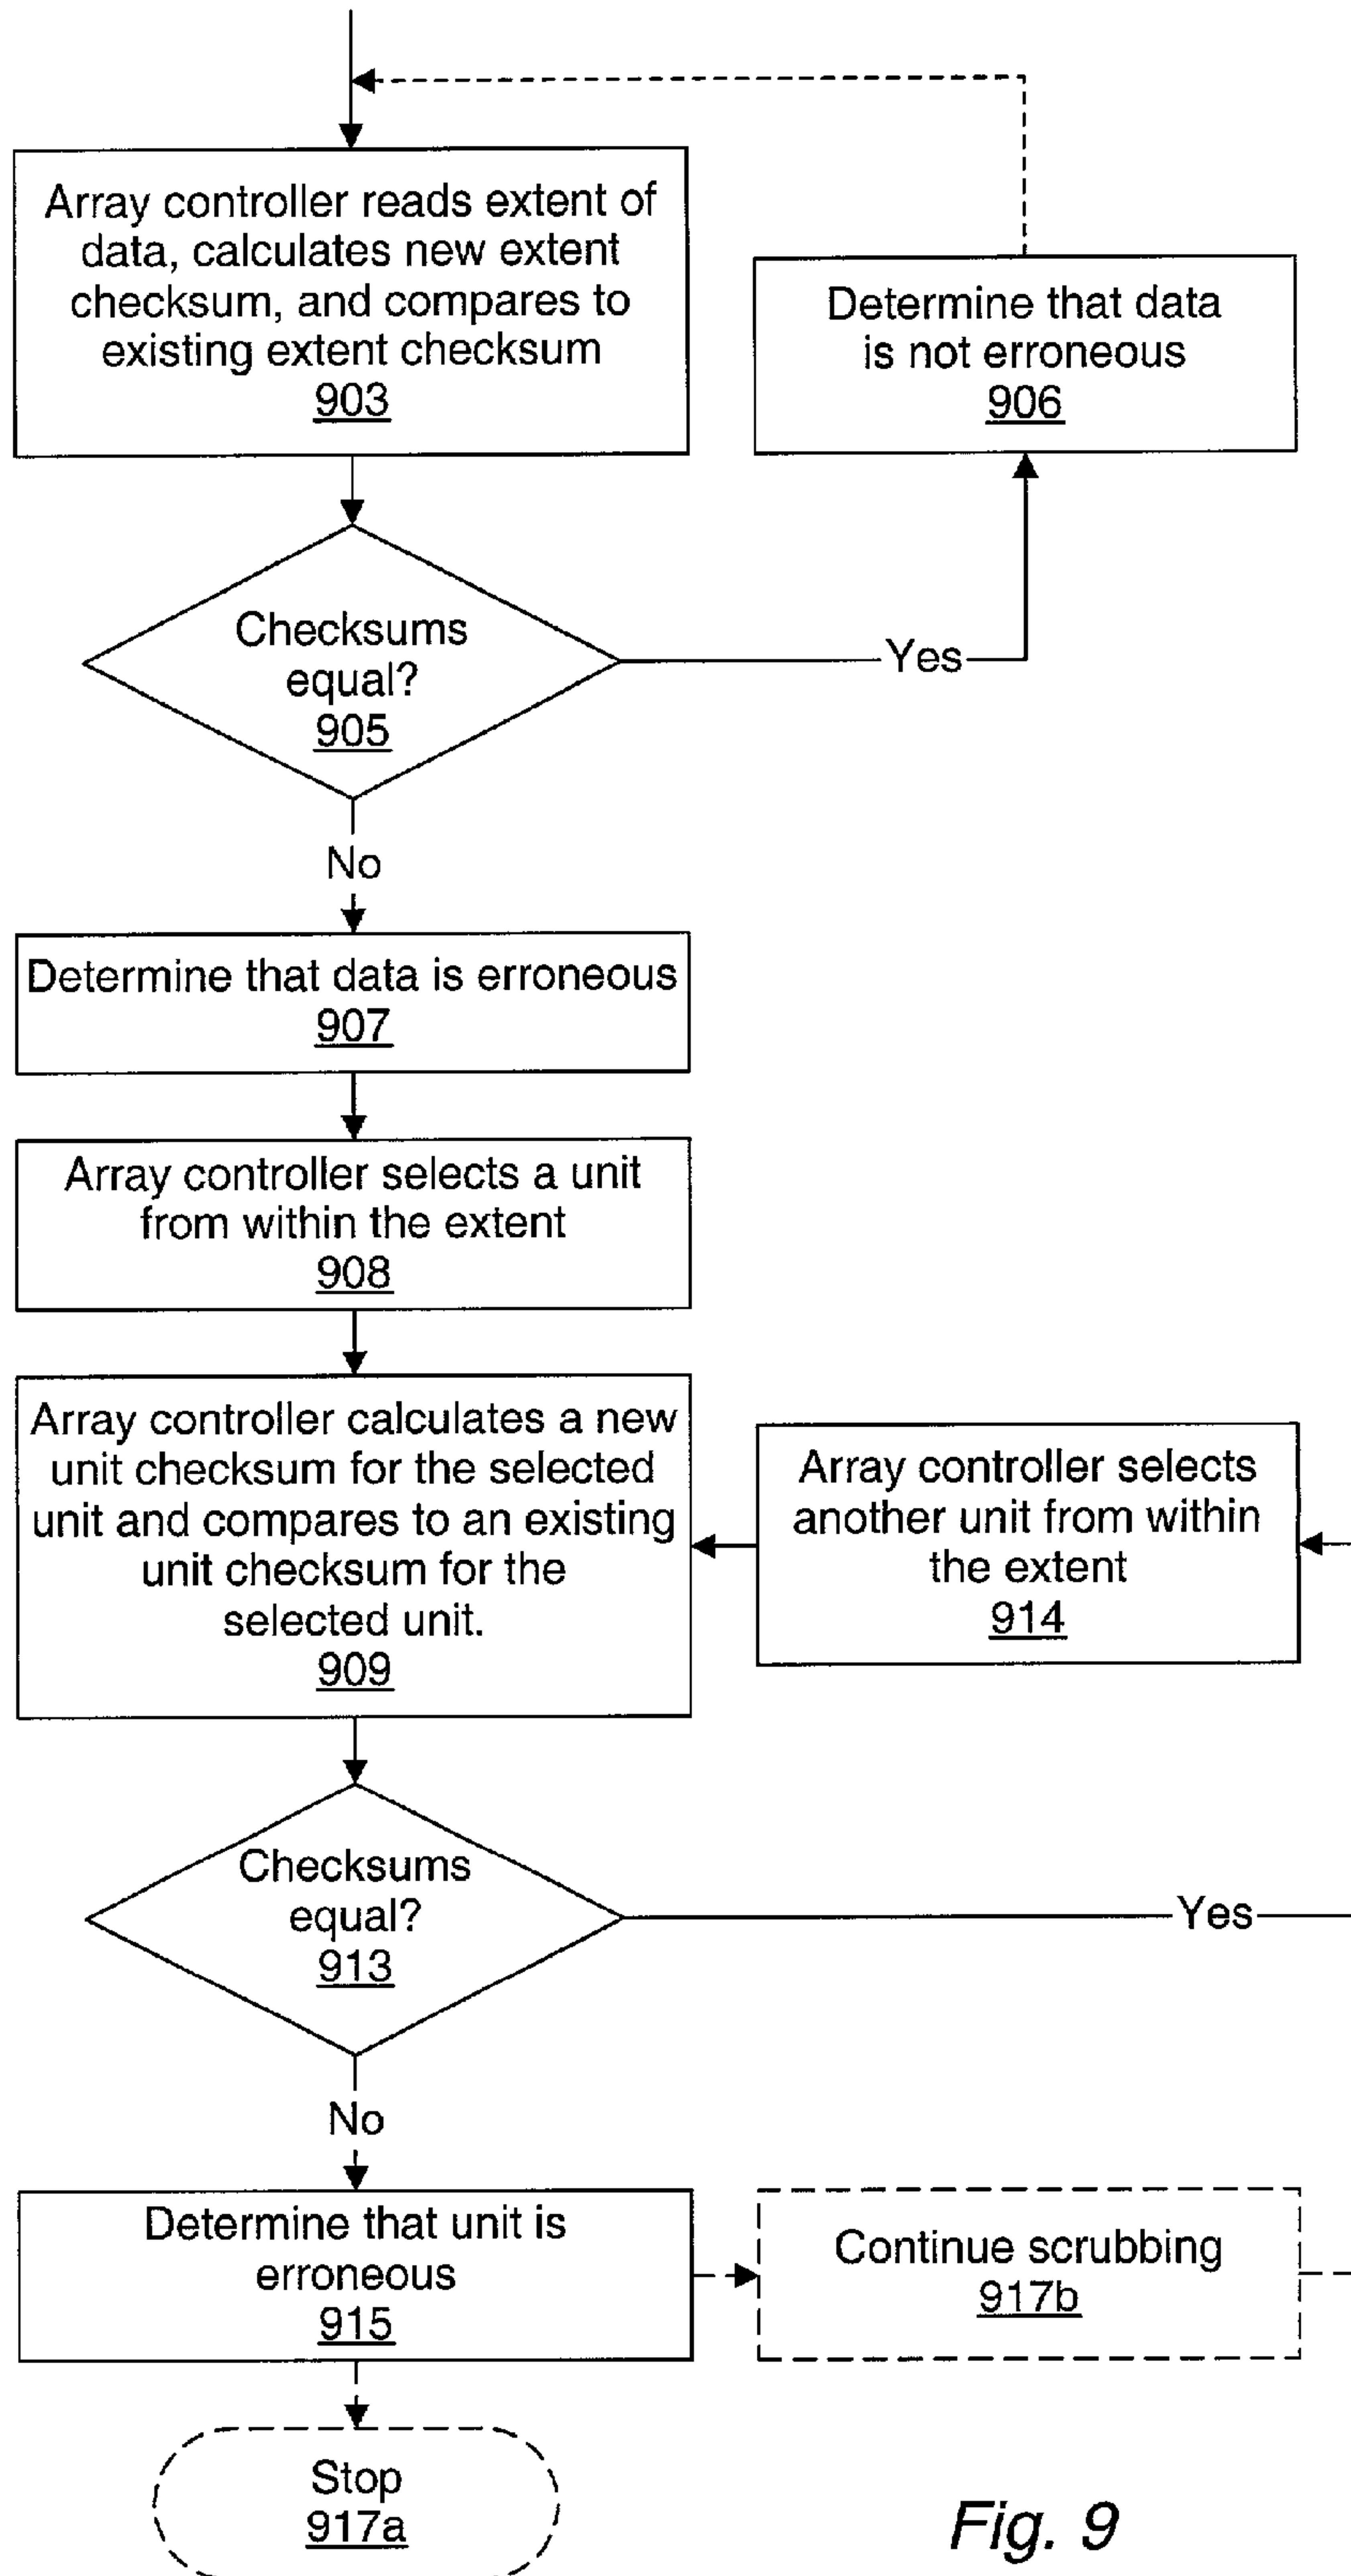 Array controller reads extent of
data, calculates new extent
checksum, and compares to
existing extent checksum
903
Determine that data
is not erroneous
906
Checksums
equal?
905
Yes
No
Determine that data is erroneous
907
Array controller selects a unit
from within the extent
908
Array controller calculates a new
unit checksum for the selected
unit and compares to an existing
unit checksum for the
selected unit.
909
Array controller selects
another unit from within
the extent
914
Checksums
equal?
913
Yes
No
Determine that unit is
erroneous
915
Continue scrubbing
917b
Stop
917a
Fig. 9